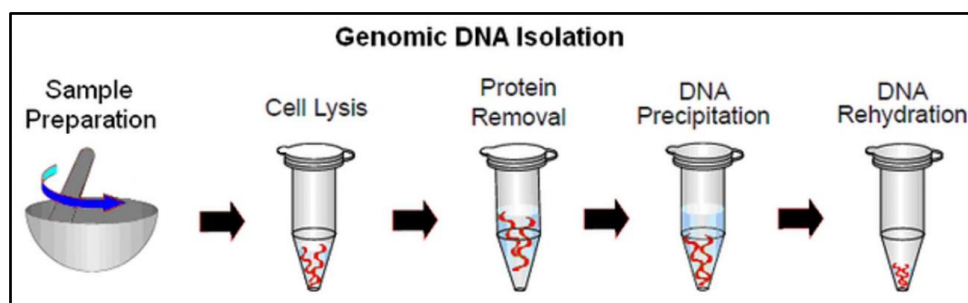 Genomic DNA Isolation
Sample
Preparation
Cell Lysis
Protein
Removal
DNA
Precipitation
DNA
Rehydration